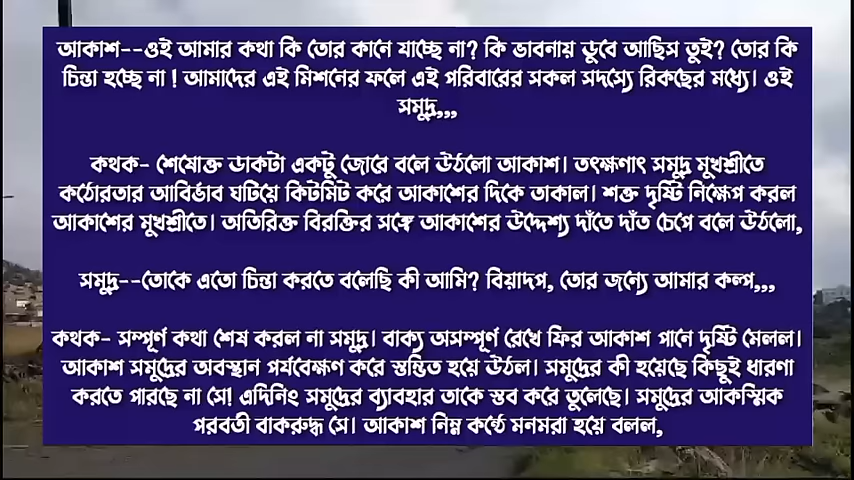 আকাশ--ওই আমার কথা কি তোর কানে যাচ্ছে না? কি ভাবনায় ডুবে আছিস তুই? তোর কি
চিন্তা হচ্ছে না ! আমাদের এই মিশনের ফলে এই পরিবারের সকল সদস্যে রিকছের মধ্যে। ওই
সমুদ্র,,,
কথক- শেষোক্ত ডাকটা একটু জোরে বলে উঠলো আকাশ। তৎক্ষণাৎ সমুদ্র মুখশ্রীতে
কঠোরতার আবির্ভাব ঘটিয়ে কিটমিট করে আকাশের দিকে তাকাল। শক্ত দৃষ্টি নিক্ষেপ করল
আকাশের মুখশ্রীতে। অতিরিক্ত বিরক্তির সঙ্গে আকাশের উদ্দেশ্য দাঁতে দাঁত চেপে বলে উঠলো,
সমুদ্র--তোকে এতো চিন্তা করতে বলেছি কী আমি? বিয়াদপ, তোর জন্যে আমার কল্প,,,
কথক- সম্পূর্ণ কথা শেষ করল না সমুদ্র। বাক্য অসম্পূর্ণ রেখে ফির আকাশ পানে দৃষ্টি মেলল।
আকাশ সমুদ্রের অবস্থান পর্যবেক্ষণ করে স্তম্ভিত হয়ে উঠল। সমুদ্রের কী হয়েছে কিছুই ধারণা
করতে পারছে না সে! এদিনিং সমুদ্রের ব্যাবহার তাকে স্তব করে তুলেছে। সমুদ্রের আকস্মিক
পরবর্তী বাকরুদ্ধ সে। আকাশ নিম্ন কন্ঠে মনমরা হয়ে বলল,